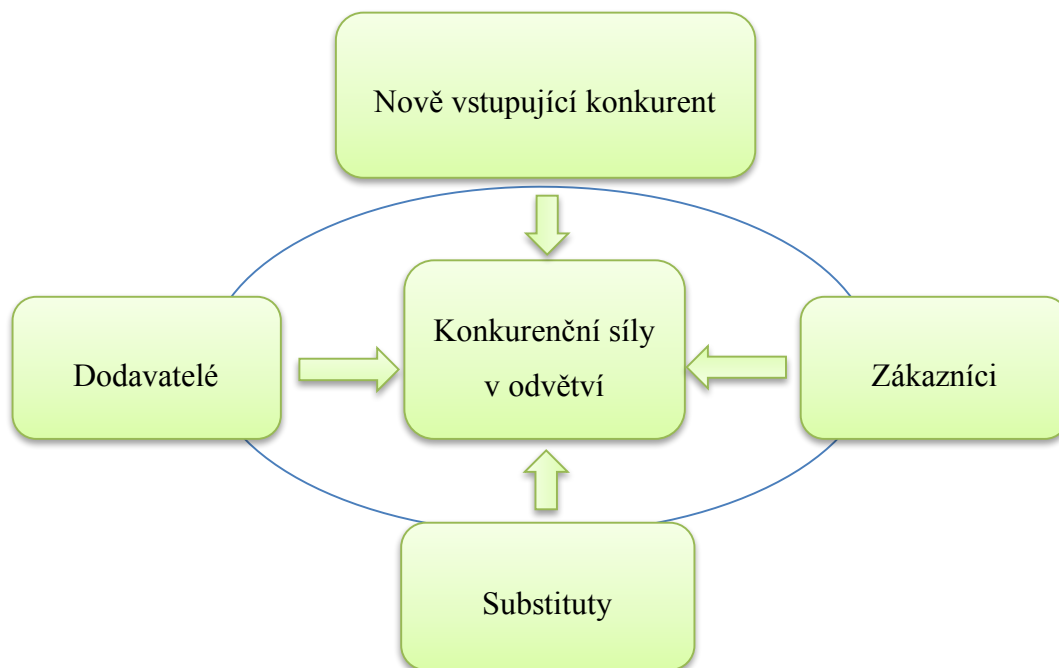 Nově vstupující konkurent
Dodavatelé
Konkurenční síly
v odvětví
Zákazníci
Substituty